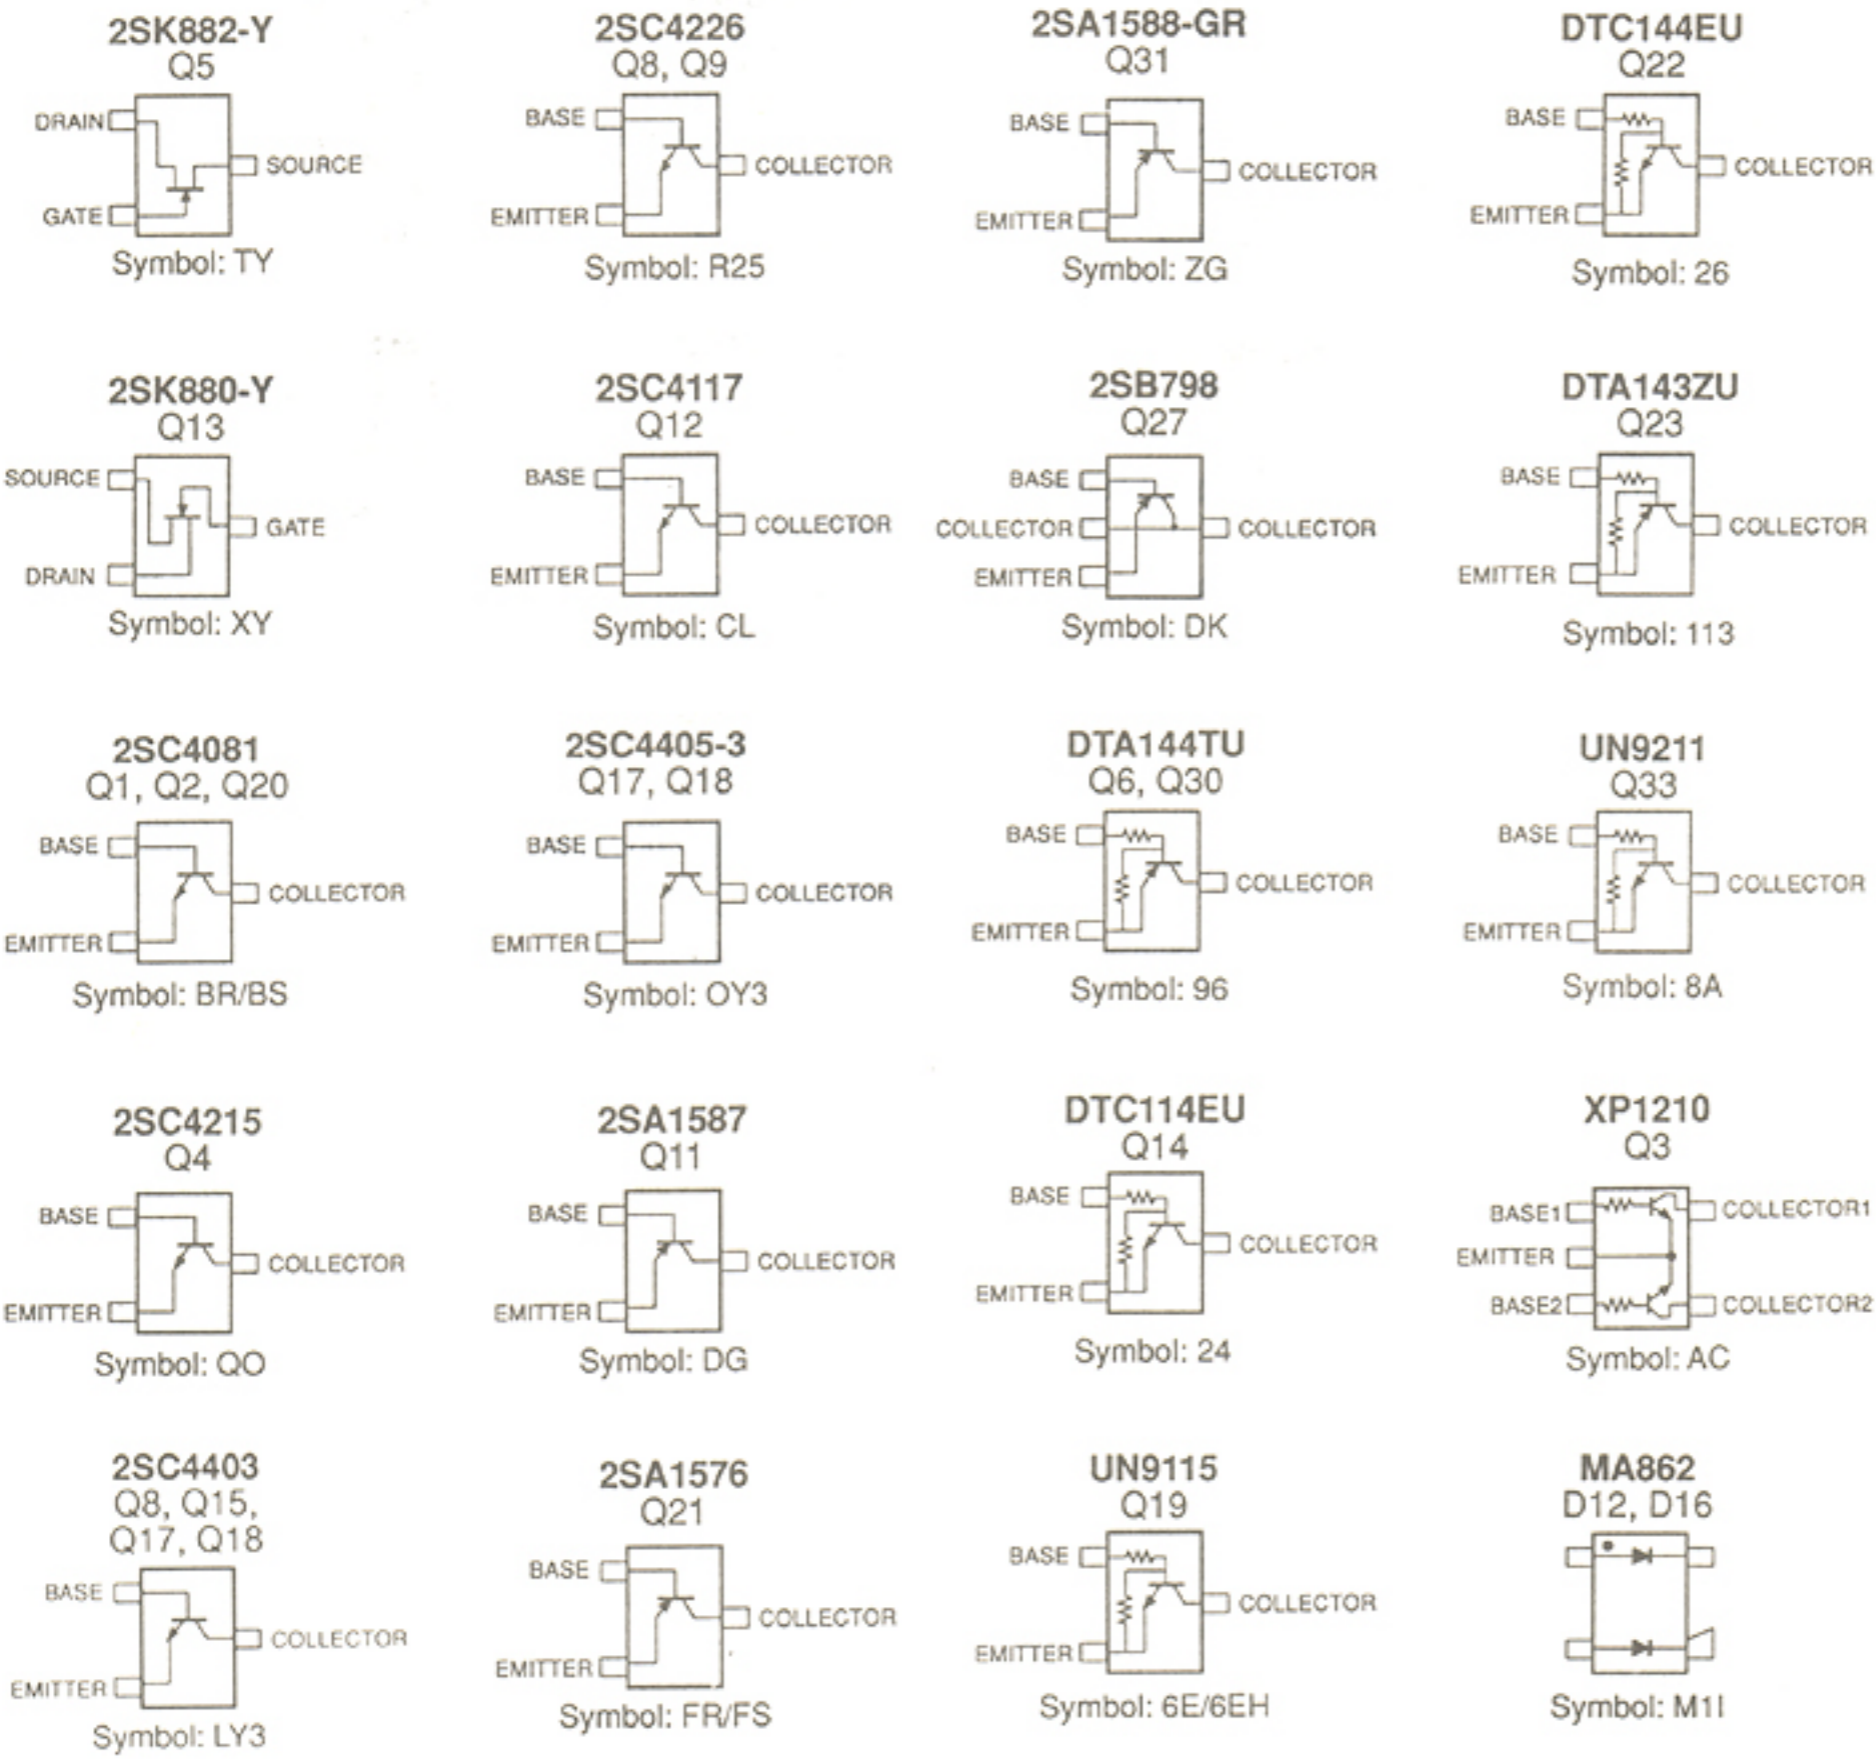 2SK882-Y
Q5
DRAIN
SOURCE
GATE
Symbol: TY
2SC4226
Q8, Q9
BASE
COLLECTOR
EMITTER
Symbol: R25
2SA1588-GR
Q31
BASE
COLLECTOR
EMITTER
Symbol: ZG
DTC144EU
Q22
BASE
COLLECTOR
EMITTER
Symbol: 26
2SK880-Y
Q13
SOURCE
GATE
DRAIN
Symbol: XY
2SC4117
Q12
BASE
COLLECTOR
EMITTER
Symbol: CL
2SB798
Q27
BASE
COLLECTOR
COLLECTOR
EMITTER
Symbol: DK
DTA143ZU
Q23
BASE
COLLECTOR
EMITTER
Symbol: 113
2SC4081
Q1, Q2, Q20
BASE
COLLECTOR
EMITTER
Symbol: BR/BS
2SC4405-3
Q17, Q18
BASE
COLLECTOR
EMITTER
Symbol: OY3
DTA144TU
Q6, Q30
BASE
COLLECTOR
EMITTER
Symbol: 96
UN9211
Q33
BASE
COLLECTOR
EMITTER
Symbol: 8A
2SC4215
Q4
BASE
COLLECTOR
EMITTER
Symbol: QO
2SA1587
Q11
BASE
COLLECTOR
EMITTER
Symbol: DG
DTC114EU
Q14
BASE
COLLECTOR
EMITTER
Symbol: 24
XP1210
Q3
BASE1
COLLECTOR1
EMITTER
BASE2
COLLECTOR2
Symbol: AC
2SC4403
Q8, Q15,
Q17, Q18
BASE
COLLECTOR
EMITTER
Symbol: LY3
2SA1576
Q21
BASE
COLLECTOR
EMITTER
Symbol: FR/FS
UN9115
Q19
BASE
COLLECTOR
EMITTER
Symbol: 6E/6EH
MA862
D12, D16
Symbol: M1I